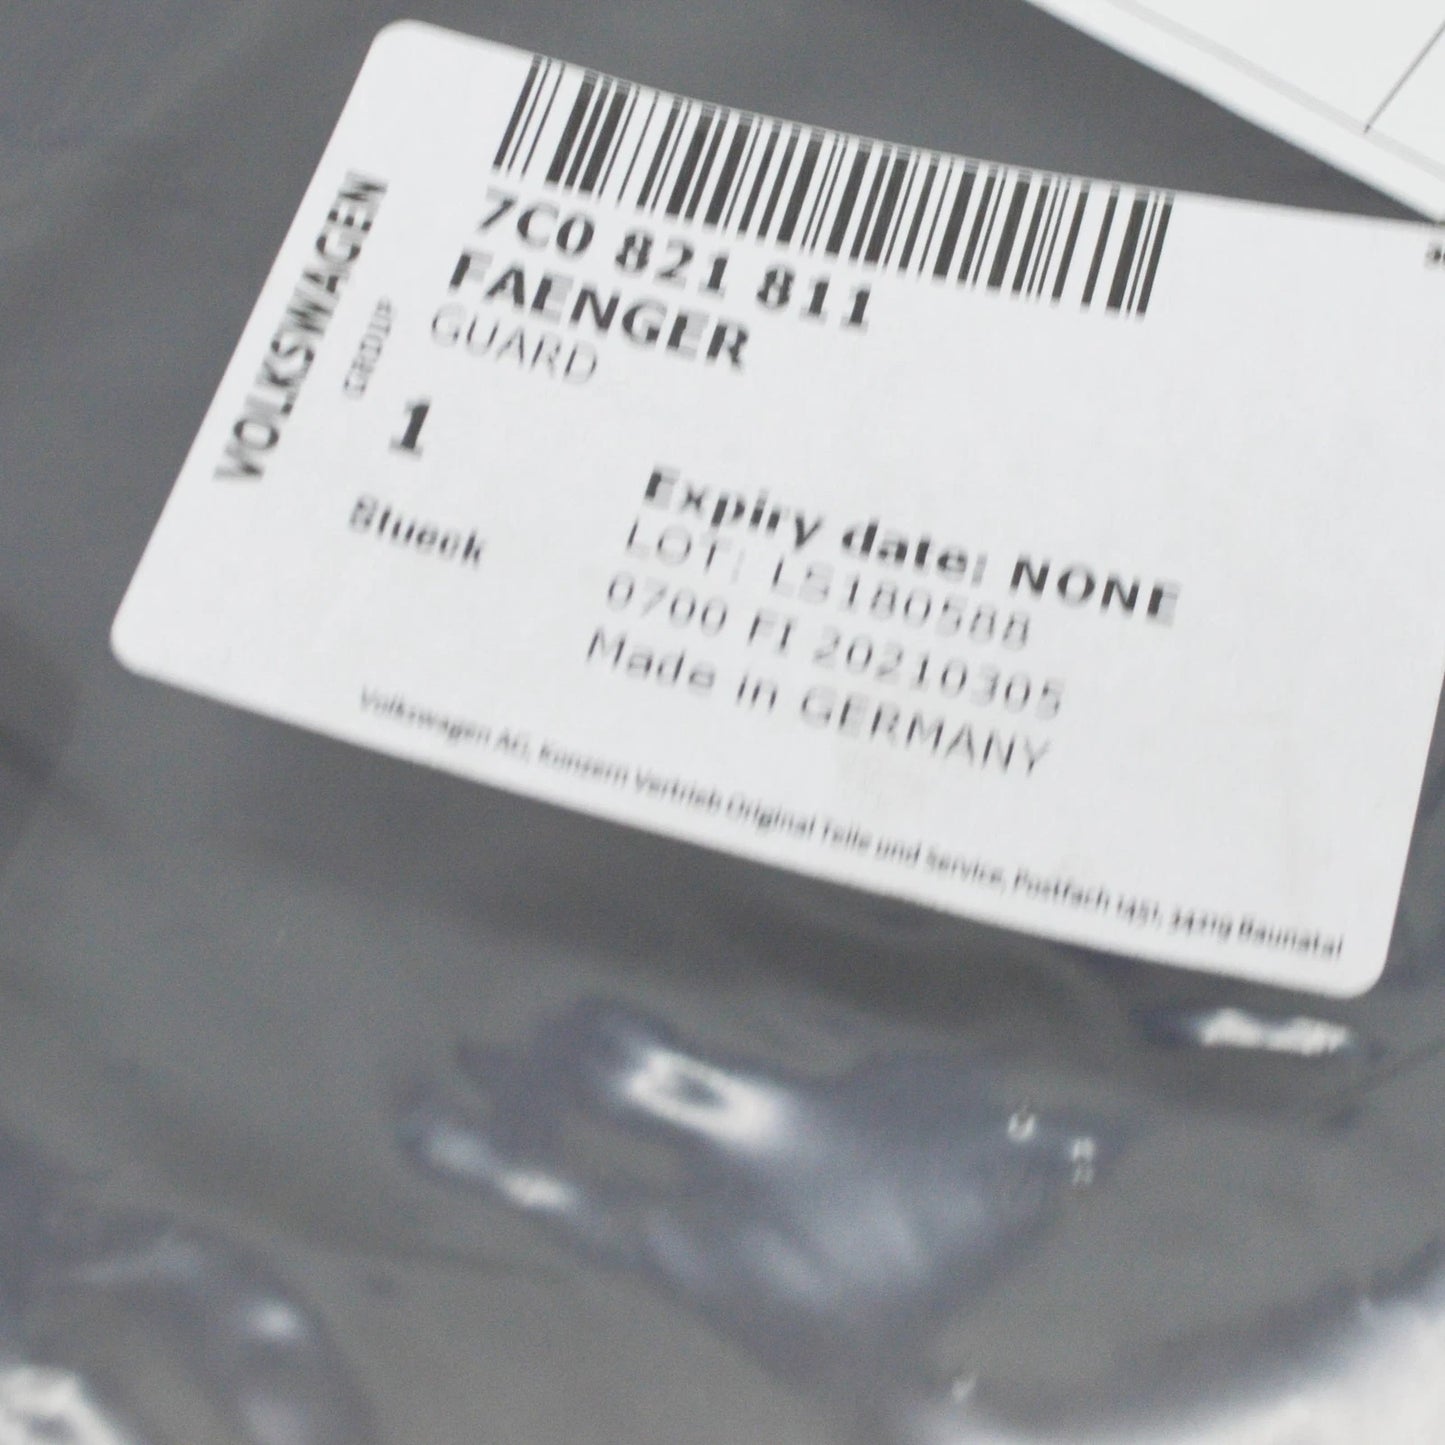 7C0 821 811
FAENGER
GUARD
VOLKSWAGEN
GROUP
1
Stueck
Expiry date: NONE
LOT: LS180588
0700 FI 20210305
Made in GERMANY
Volkswagen AG, Konzern Vertrieb Original Teile und Service, Postfach 1451, 34219 Baunatal